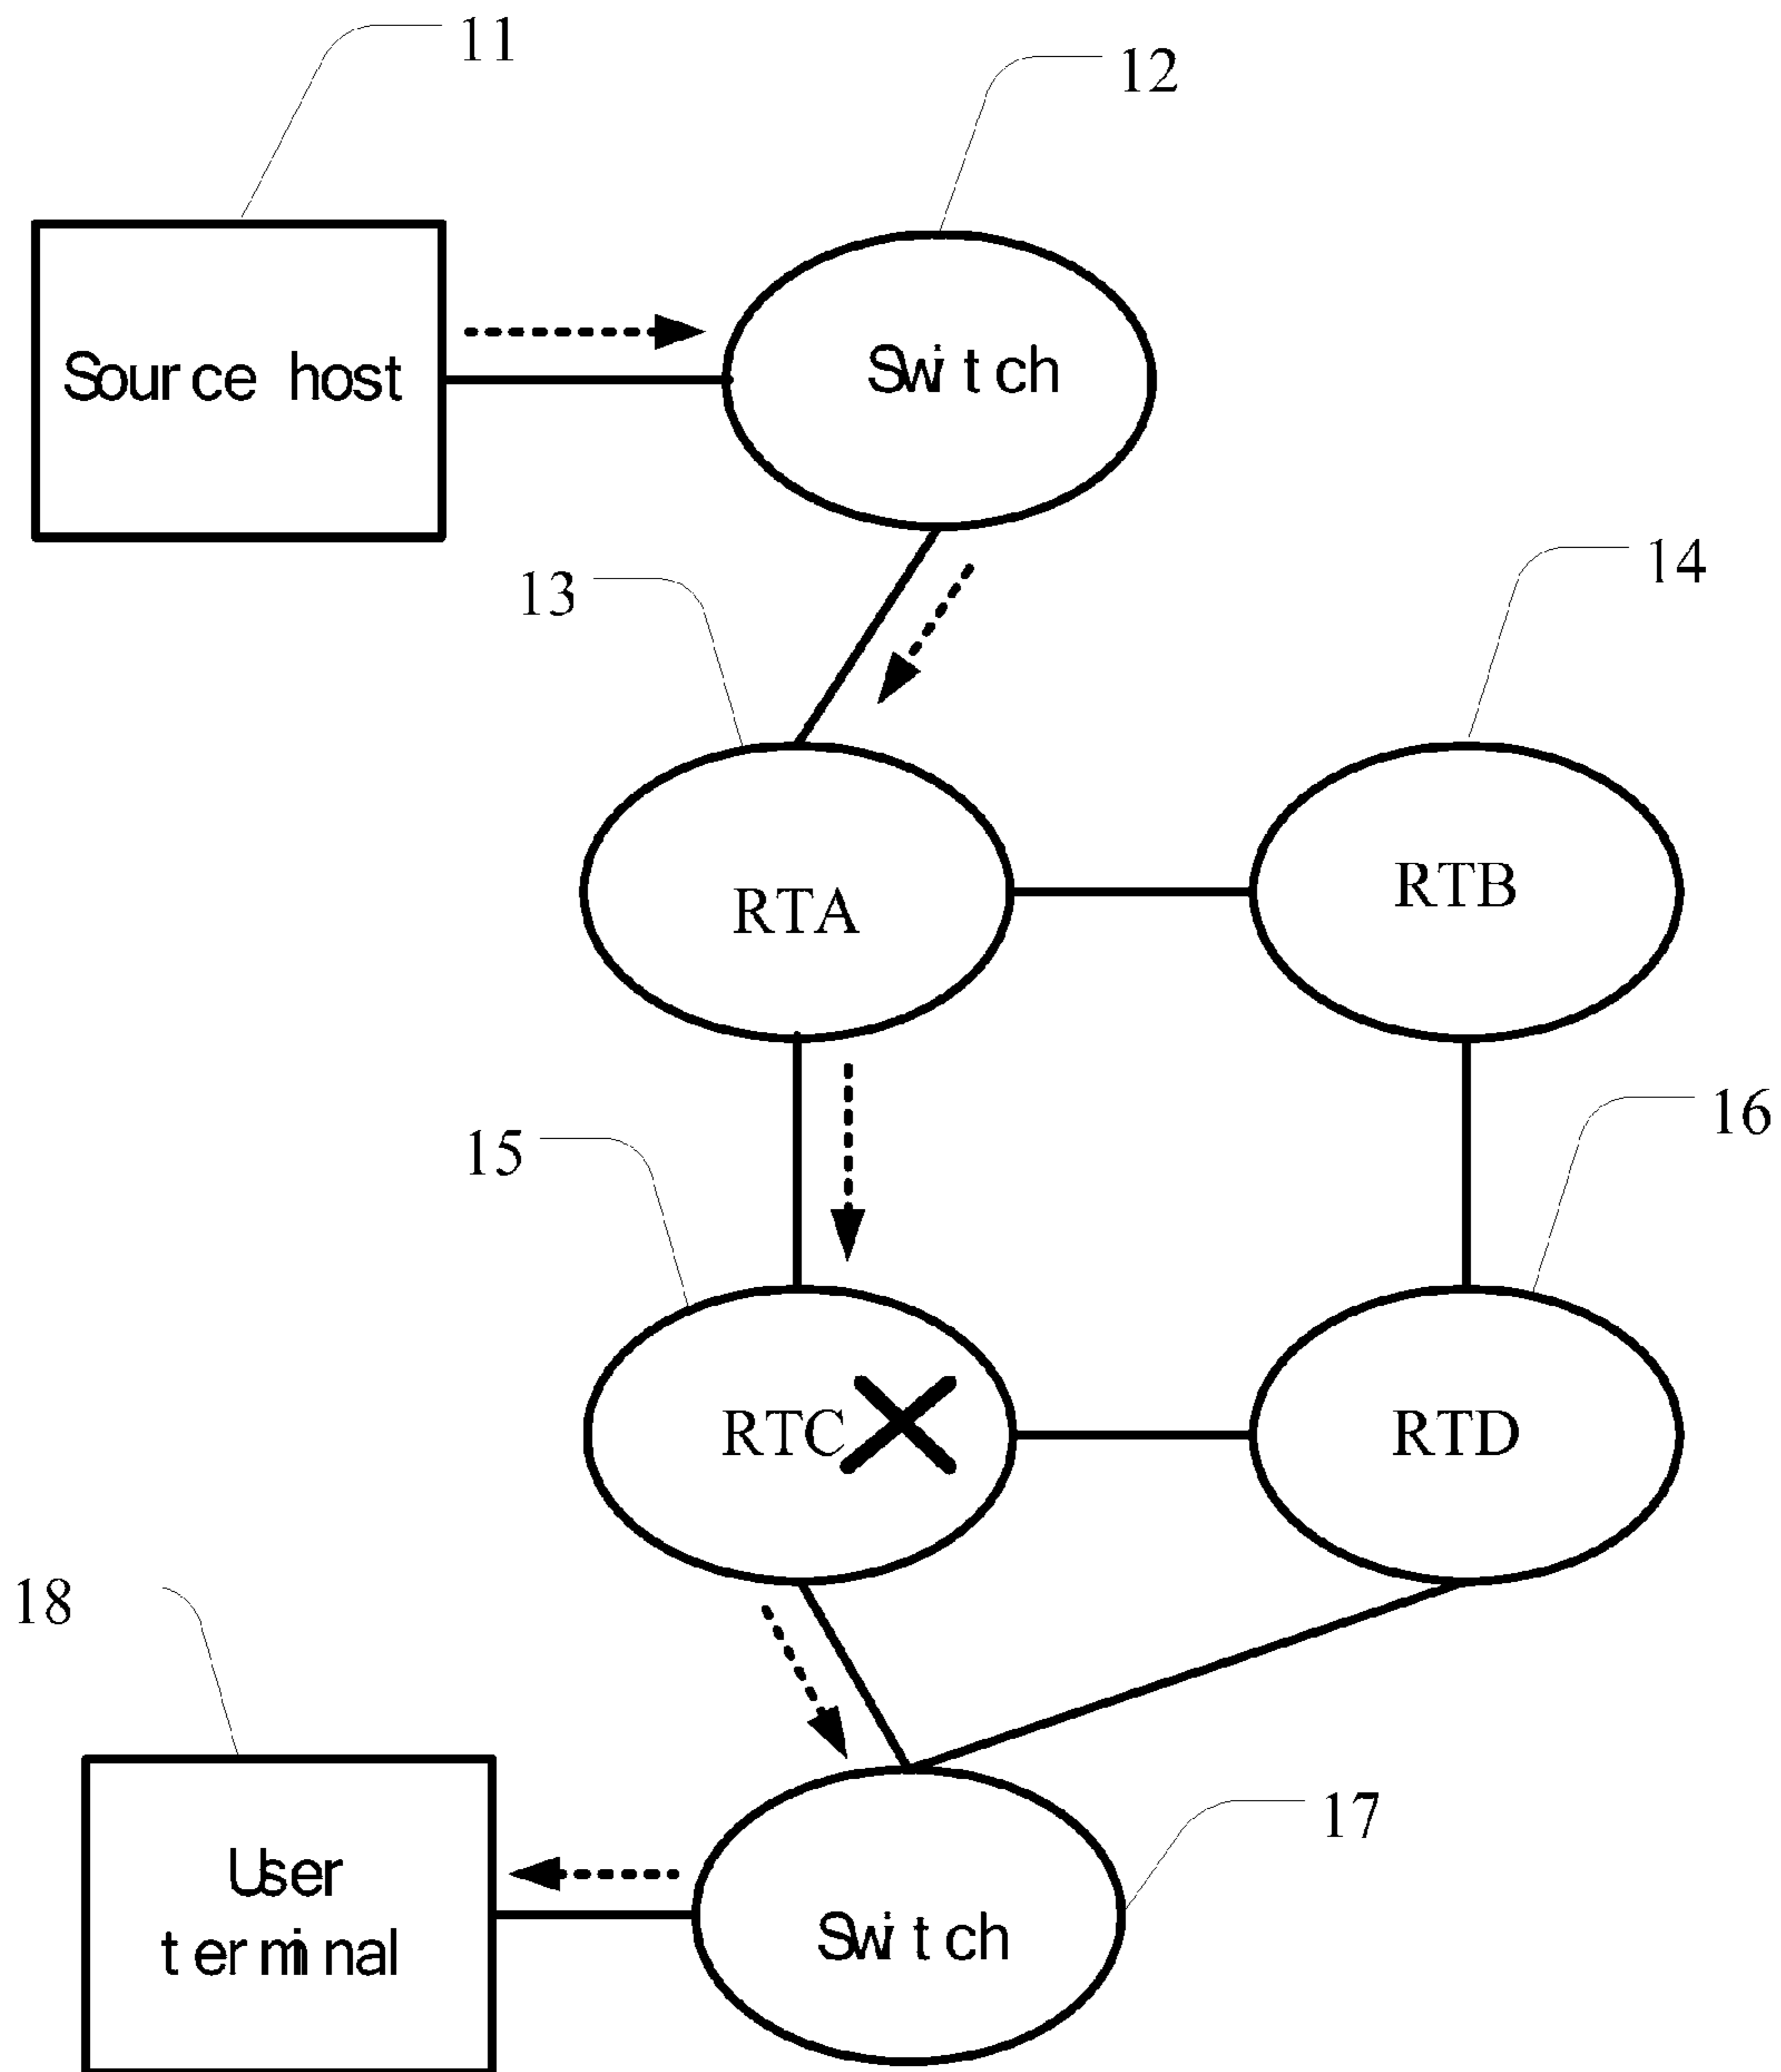 11
12
Source host
Switch
13
14
RTA
RTB
15
16
RTC
RTD
18
17
User
terminal
Switch